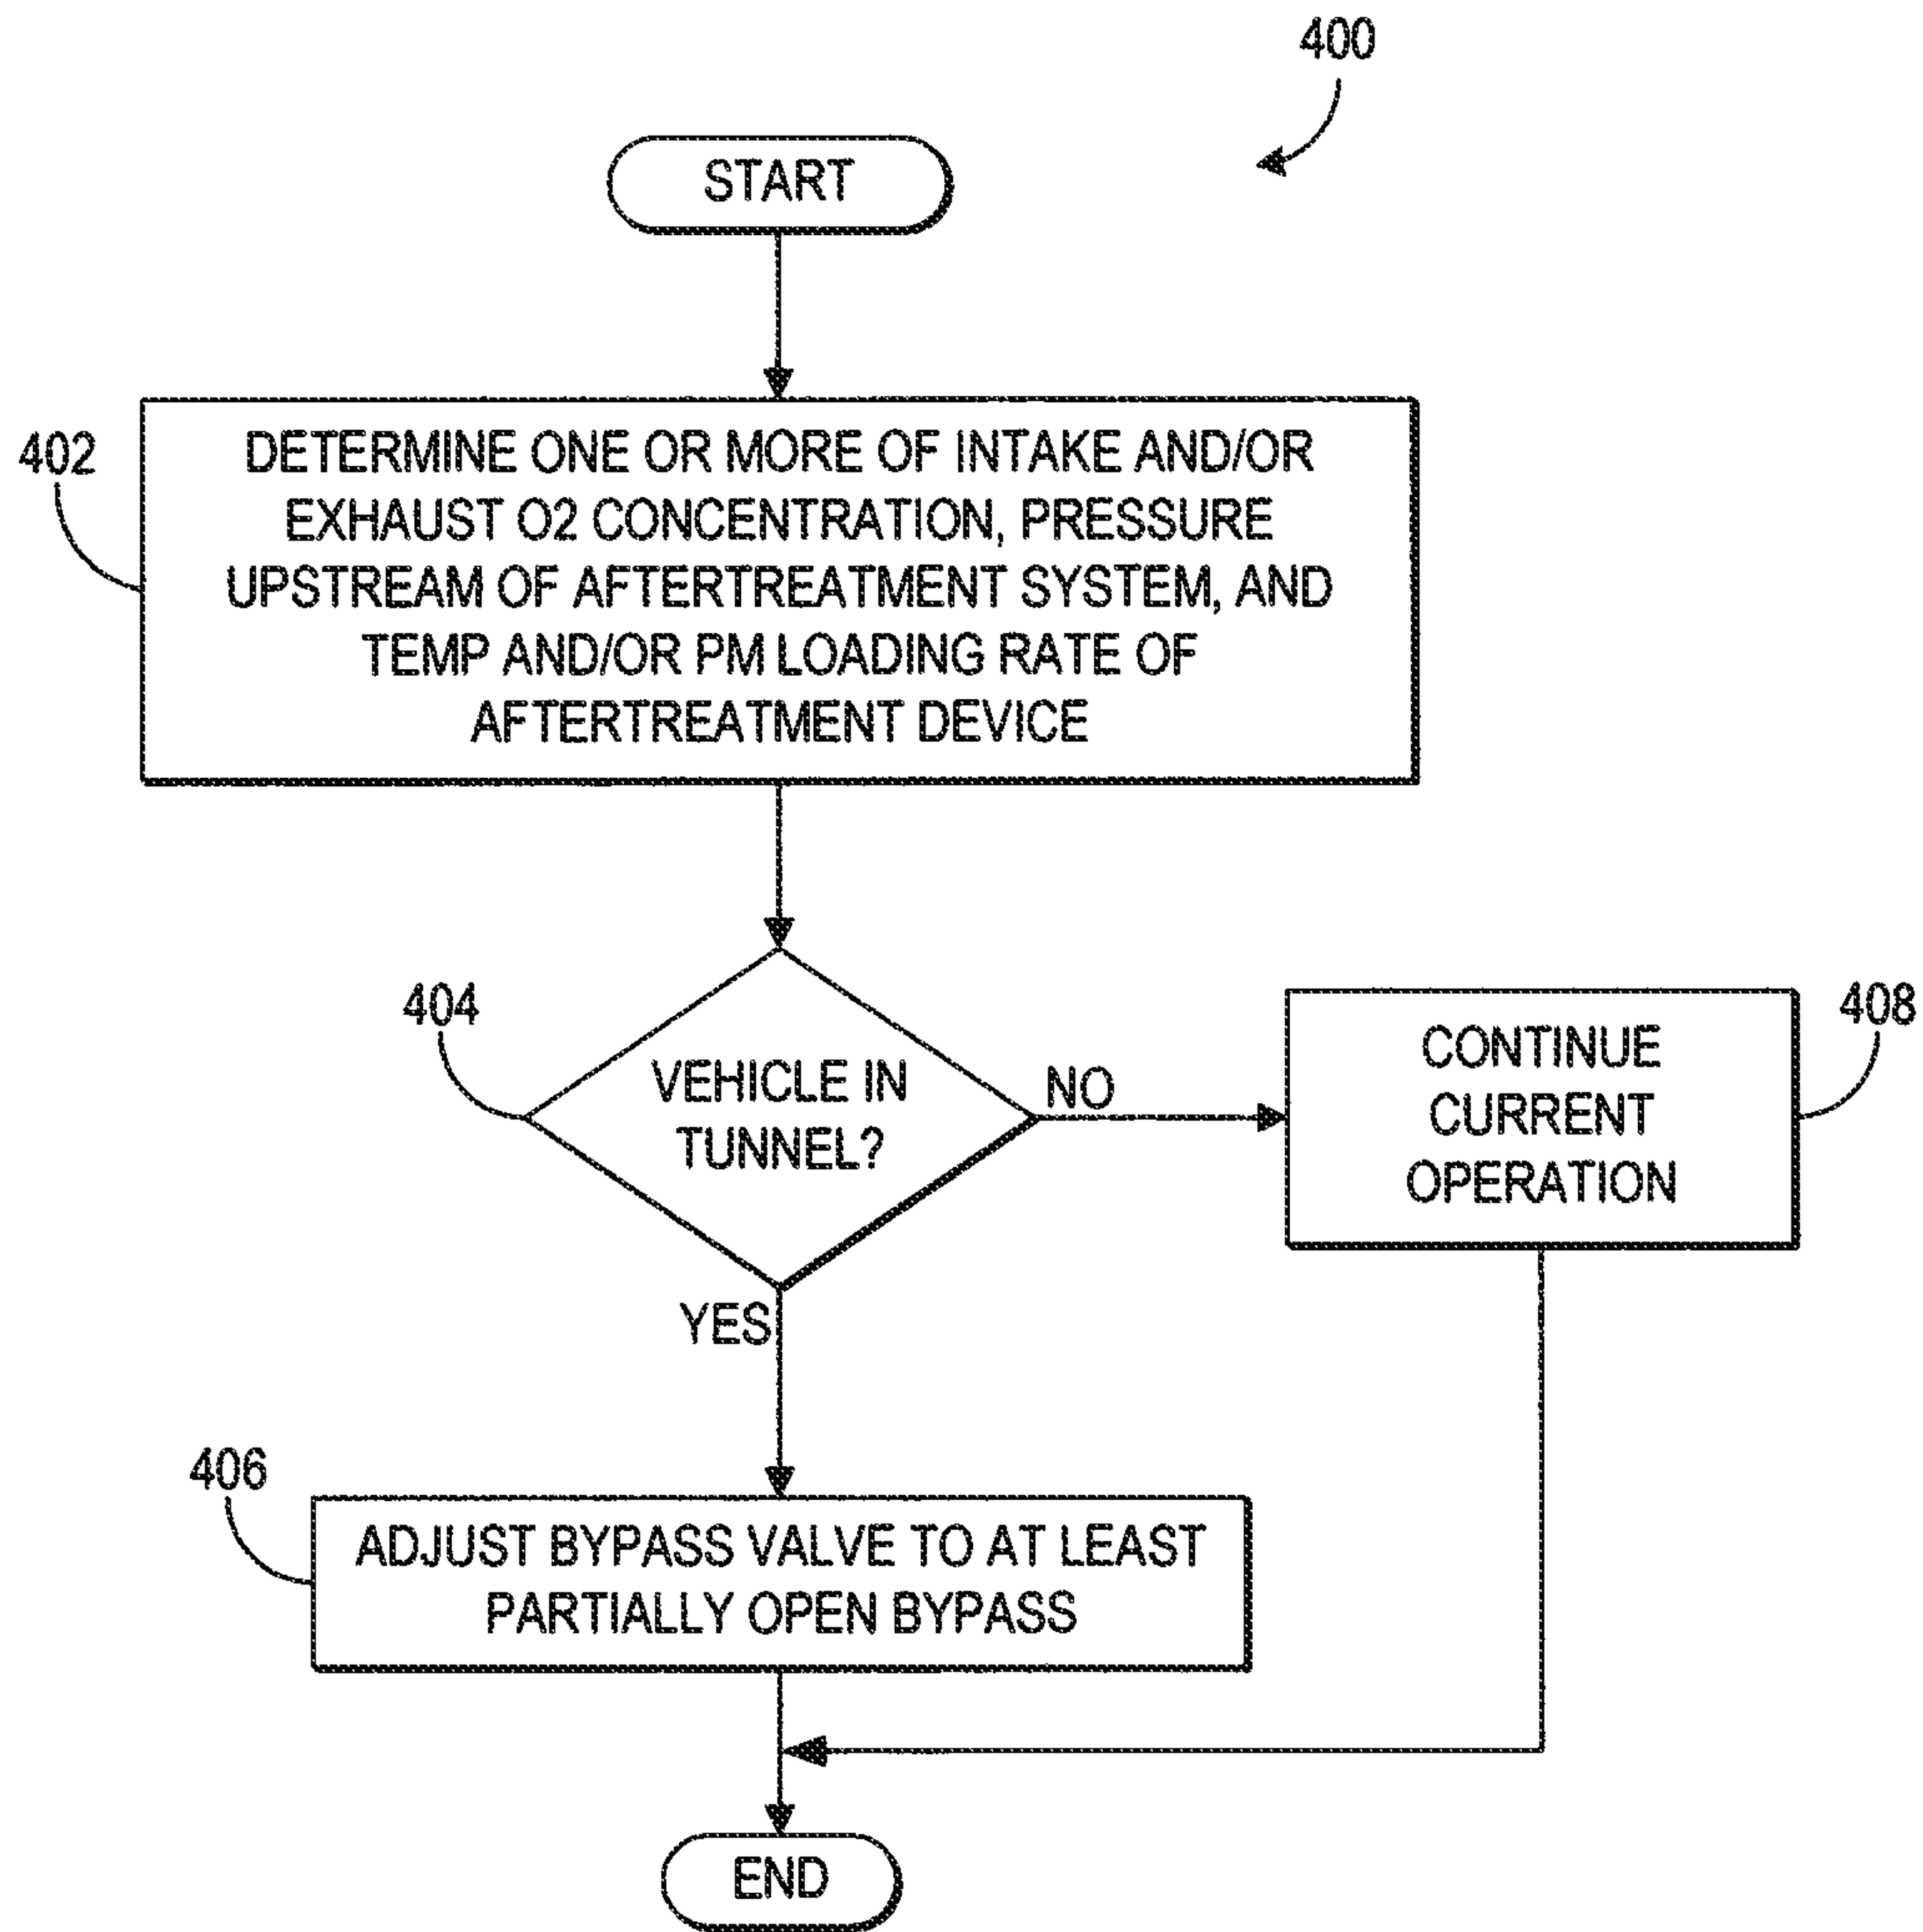 400
START
402
DETERMINE ONE OR MORE OF INTAKE AND/OR
EXHAUST O2 CONCENTRATION, PRESSURE
UPSTREAM OF AFTERTREATMENT SYSTEM, AND
TEMP AND/OR PM LOADING RATE OF
AFTERTREATMENT DEVICE
404
VEHICLE IN
TUNNEL?
NO
408
CONTINUE
CURRENT
OPERATION
YES
406
ADJUST BYPASS VALVE TO AT LEAST
PARTIALLY OPEN BYPASS
END